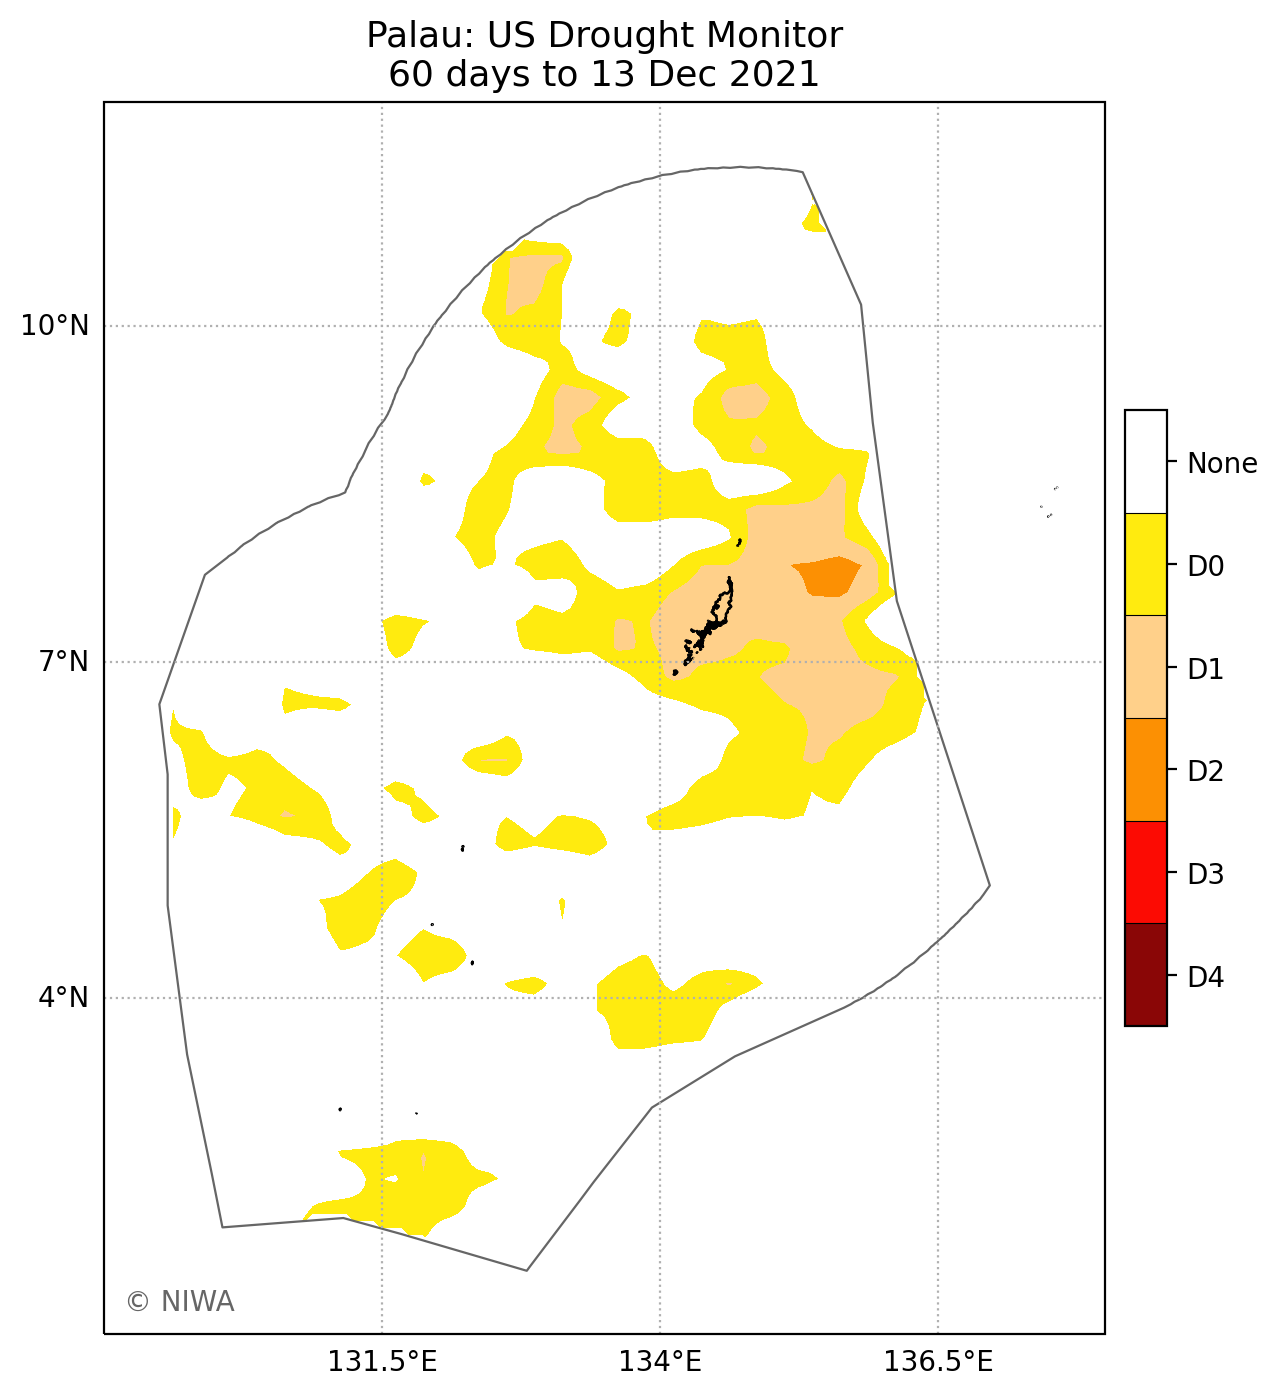 Palau: US Drought Monitor
60 days to 13 Dec 2021
10°N
7°N
4°N
131.5°E
134°E
136.5°E
None
D0
D1
D2
D3
D4
© NIWA